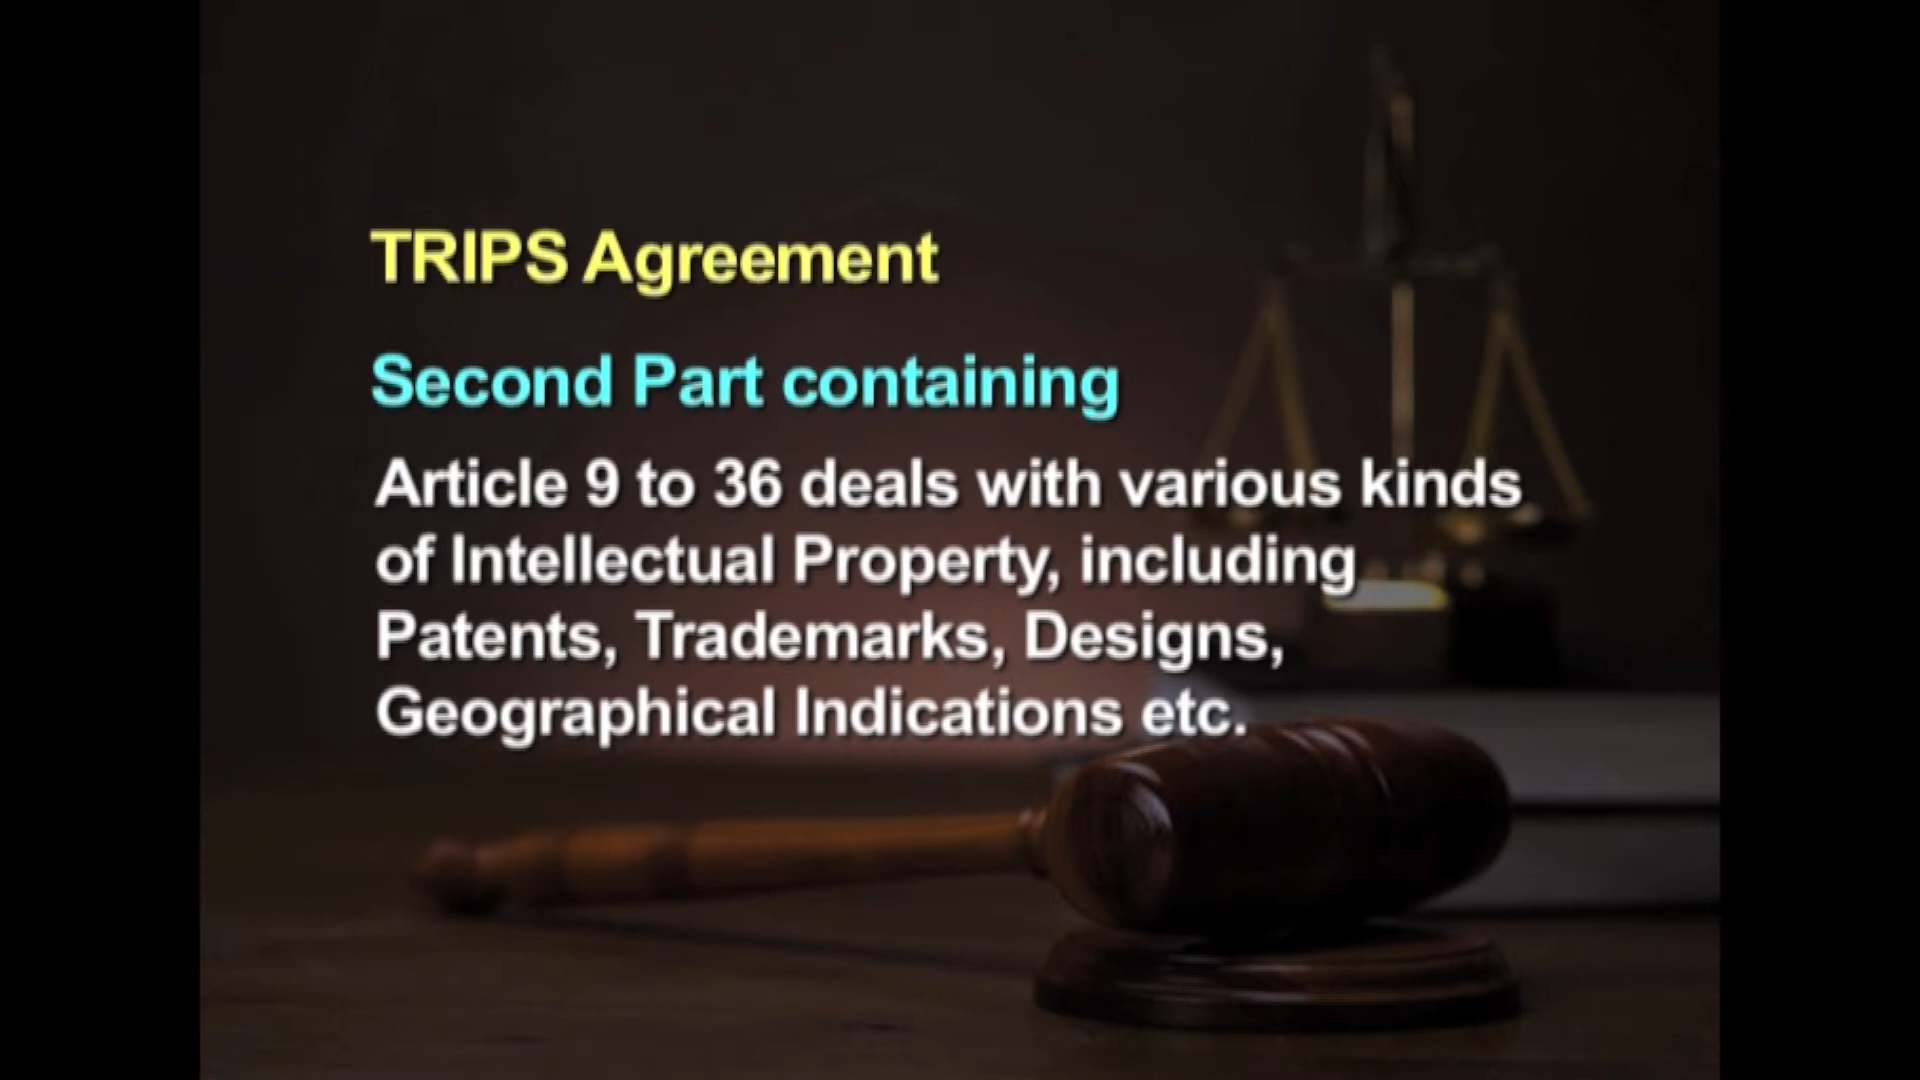 TRIPS Agreement
Second Part containing
Article 9 to 36 deals with various kinds
of Intellectual Property, including
Patents, Trademarks, Designs,
Geographical Indications etc.